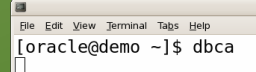 File Edit View Terminal Tabs Help
[oracle@demo ~]$ dbca